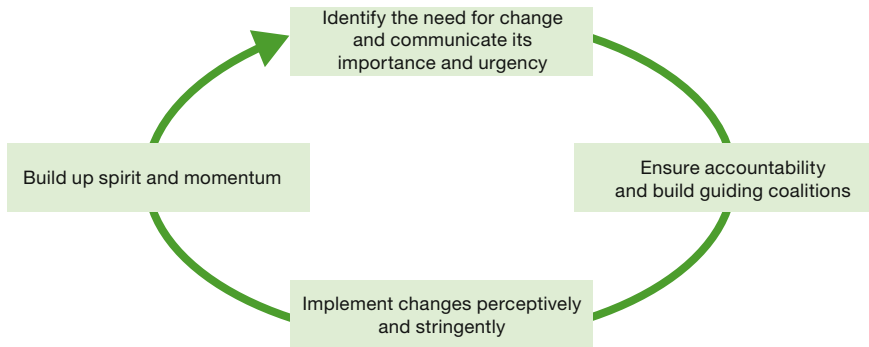 Identify the need for change
and communicate its
importance and urgency
Ensure accountability
and build guiding coalitions
Implement changes perceptively
and stringently
Build up spirit and momentum